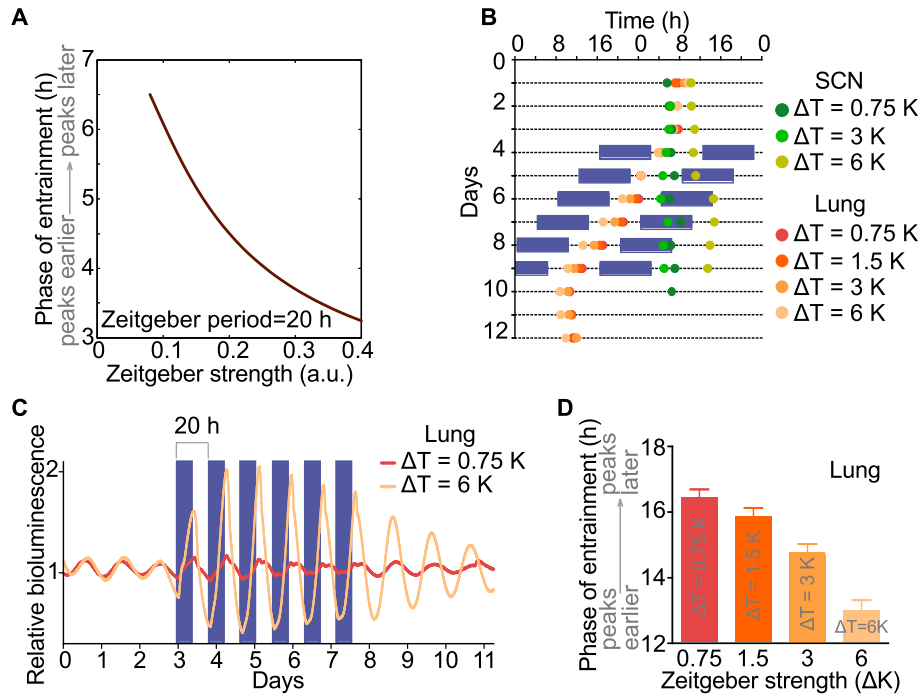 A
Phase of entrainment (h)
peaks earlier → peaks later
7
6
5
4
3
Zeitgeber period=20 h
0
0.1
0.2
0.3
0.4
Zeitgeber strength (a.u.)
B
Time (h)
0 8 16 0 8 16 0
Days
0
2
4
6
8
10
12
SCN
ΔT = 0.75 K
ΔT = 3 K
ΔT = 6 K
Lung
ΔT = 0.75 K
ΔT = 1.5 K
ΔT = 3 K
ΔT = 6 K
C
20 h
Lung
ΔT = 0.75 K
ΔT = 6 K
Relative bioluminescence
2
1
0 1 2 3 4 5 6 7 8 9 10 11
Days
D
Phase of entrainment (h)
peaks earlier → peaks later
18
16
14
12
Lung
ΔT = 0.75 K
ΔT = 1.5 K
ΔT = 3 K
ΔT=6K
0.75 1.5 3 6
Zeitgeber strength (ΔK)